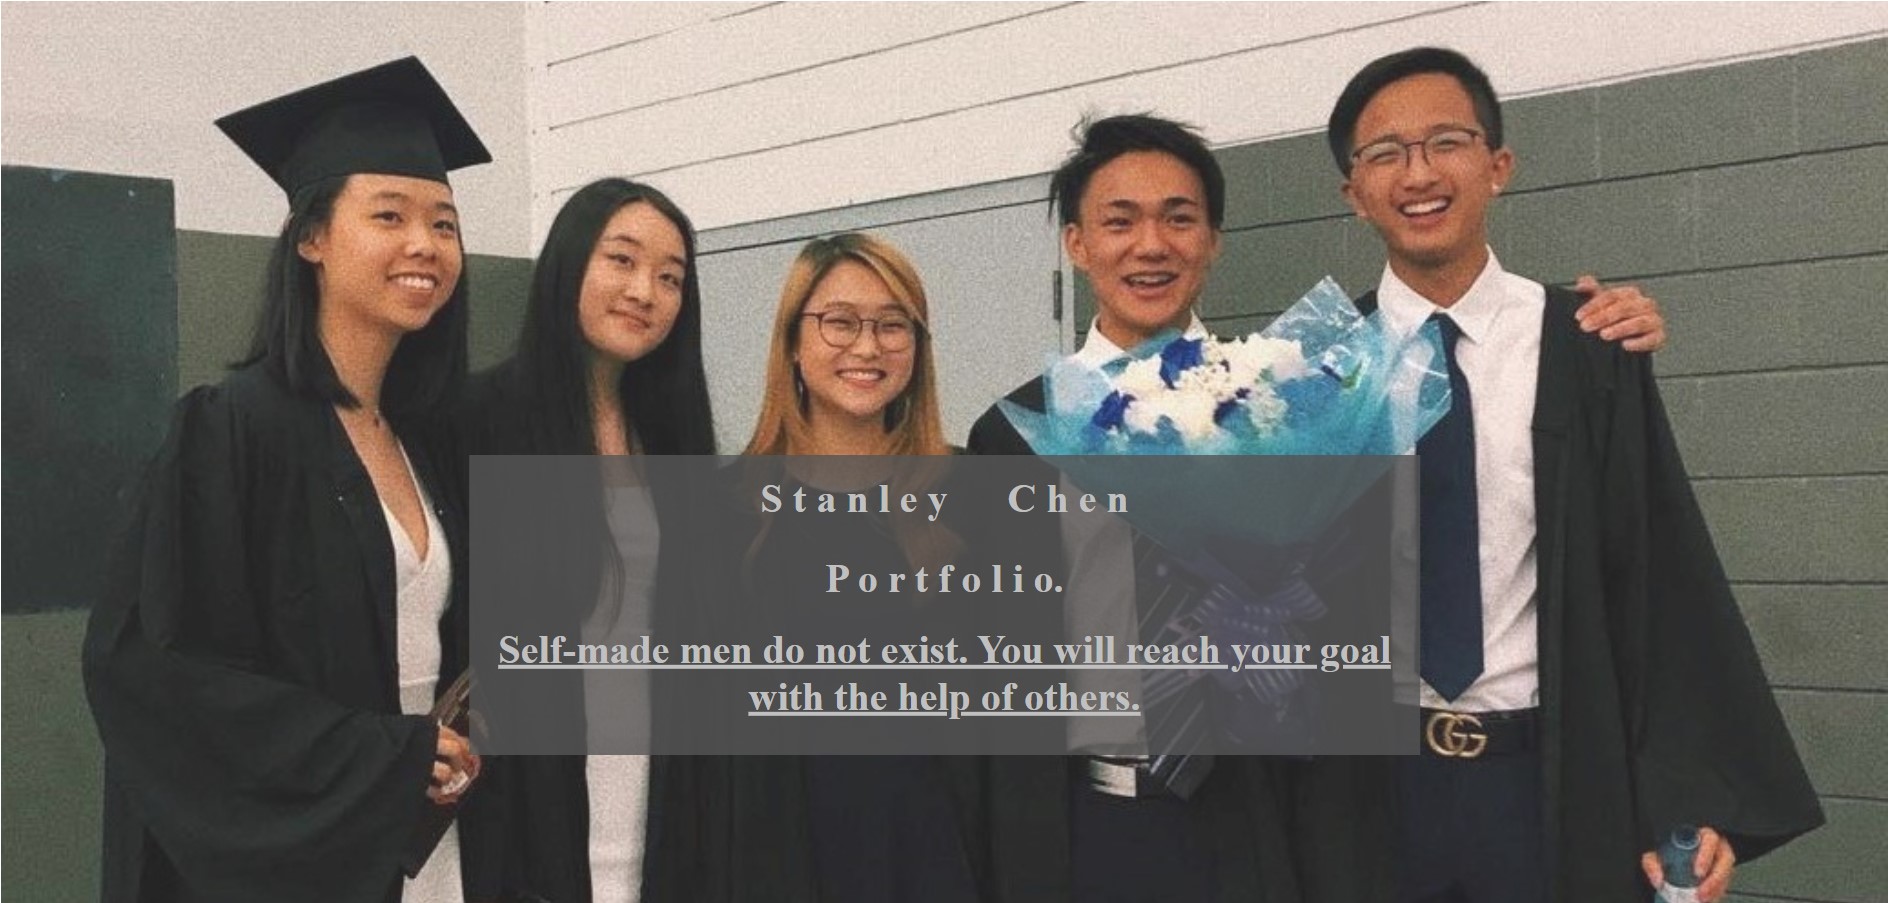 Stanley Chen
Portfolio.
Self-made men do not exist. You will reach your goal
with the help of others.